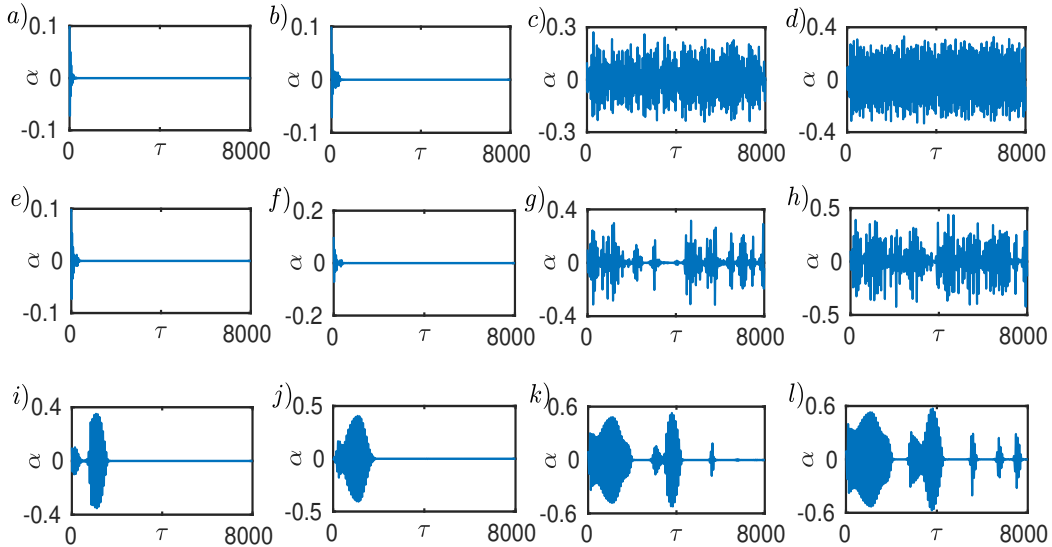 a) b) c) d)
0.1 0.1 0.3 0.4
α 0 α 0 α 0 α 0
-0.1 -0.1 -0.3 -0.4
0 τ 8000 0 τ 8000 0 τ 8000 0 τ 8000
e) f) g) h)
0.1 0.2 0.4 0.5
α 0 α 0 α 0 α 0
-0.1 -0.2 -0.4 -0.5
0 τ 8000 0 τ 8000 0 τ 8000 0 τ 8000
i) j) k) l)
0.4 0.5 0.6 0.6
α 0 α 0 α 0 α 0
-0.4 -0.5 -0.6 -0.6
0 τ 8000 0 τ 8000 0 τ 8000 0 τ 8000